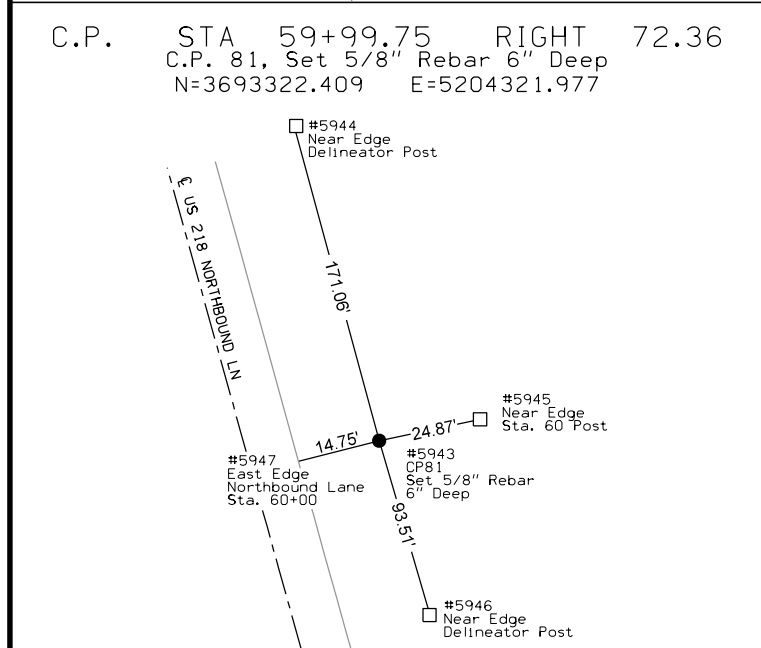 C.P. STA 59+99.75 RIGHT 72.36
C.P. 81, Set 5/8" Rebar 6" Deep
N=3693322.409 E=5204321.977
#5944
Near Edge
Delineator Post
℄ US 218 NORTHBOUND LN
171.06'
#5945
Near Edge
Sta. 60 Post
24.87'
14.75'
#5943
CP81
Set 5/8" Rebar
6" Deep
#5947
East Edge
Northbound Lane
Sta. 60+00
93.51'
#5946
Near Edge
Delineator Post